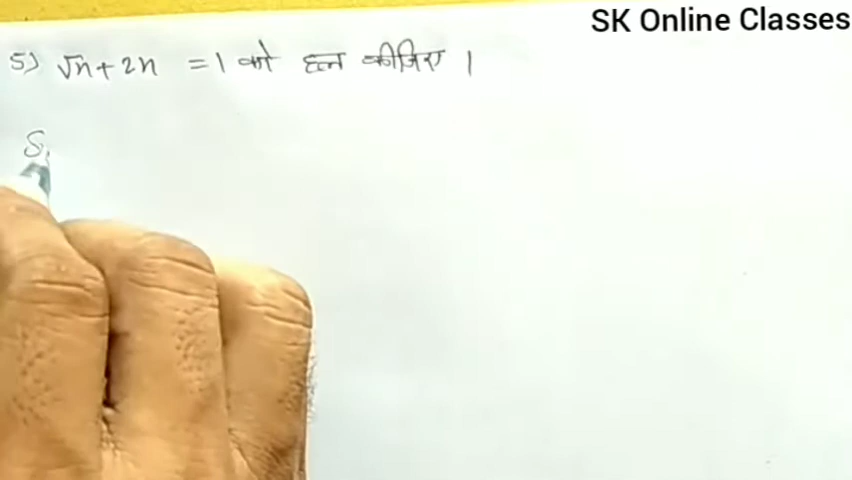 SK Online Classes
5) √n + 2n = 1 को हल कीजिए ।
S